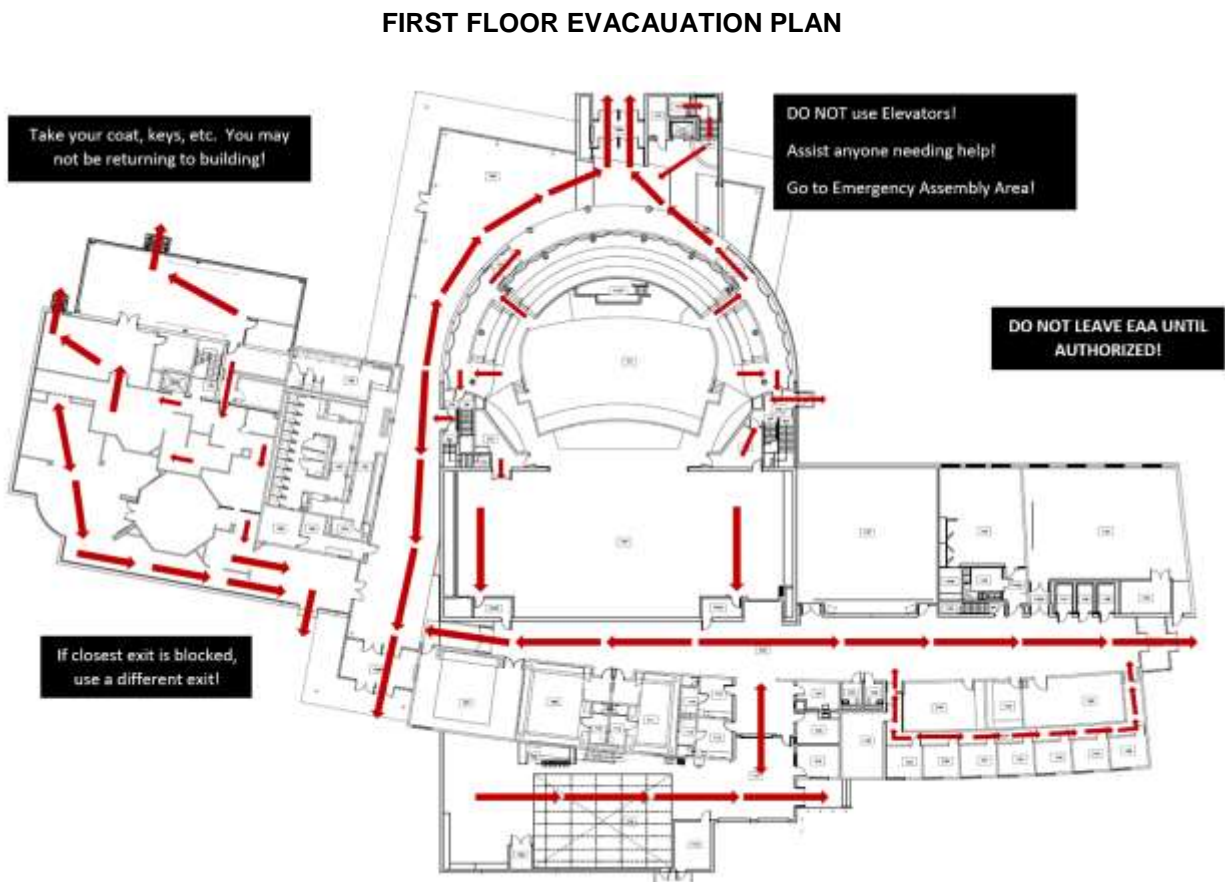 FIRST FLOOR EVACAUATION PLAN
Take your coat, keys, etc. You may
not be returning to building!
DO NOT use Elevators!
Assist anyone needing help!
Go to Emergency Assembly Area!
DO NOT LEAVE EAA UNTIL
AUTHORIZED!
If closest exit is blocked,
use a different exit!